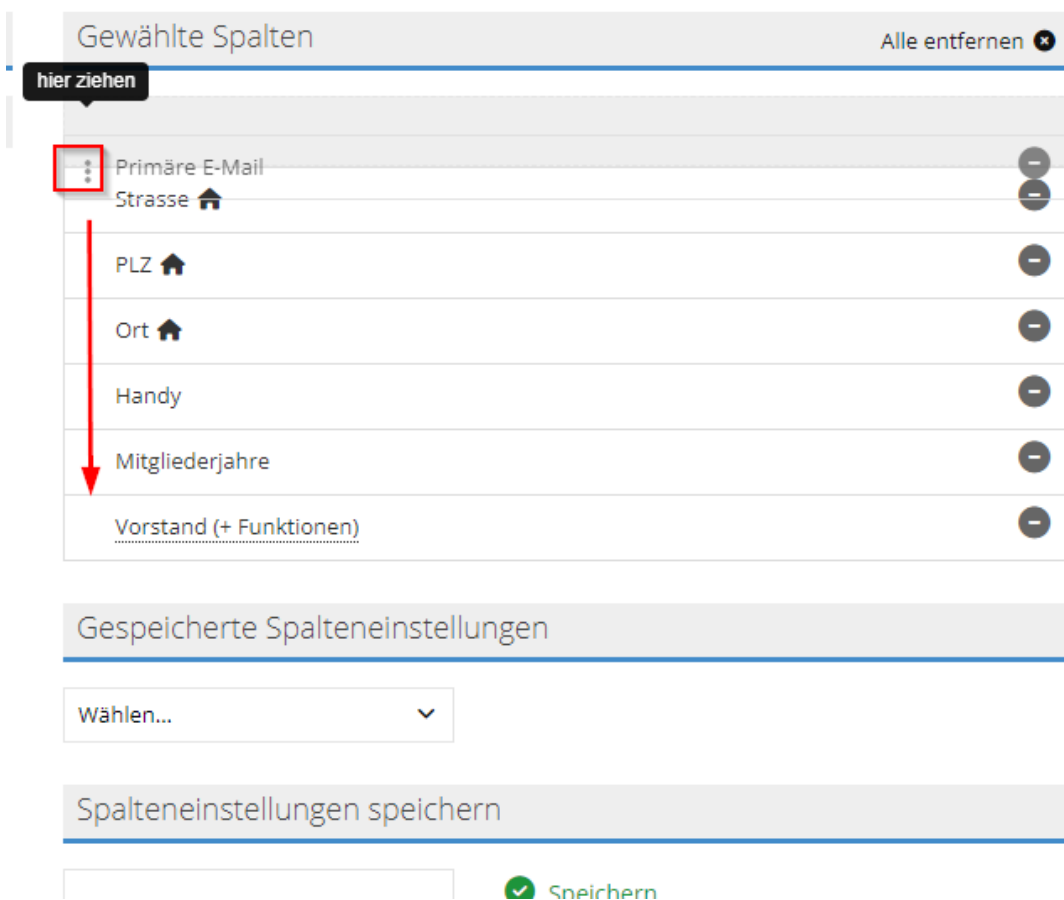 Gewählte Spalten
Alle entfernen
hier ziehen
Primäre E-Mail
Strasse
PLZ
Ort
Handy
Mitgliederjahre
Vorstand (+ Funktionen)
Gespeicherte Spalteneinstellungen
Wählen...
Spalteneinstellungen speichern
Speichern